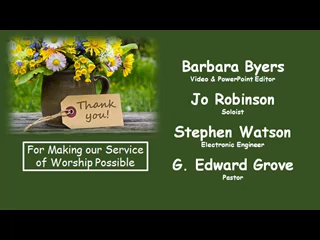 Thank
you!
For Making our Service
of Worship Possible
Barbara Byers
Video & PowerPoint Editor
Jo Robinson
Soloist
Stephen Watson
Electronic Engineer
G. Edward Grove
Pastor